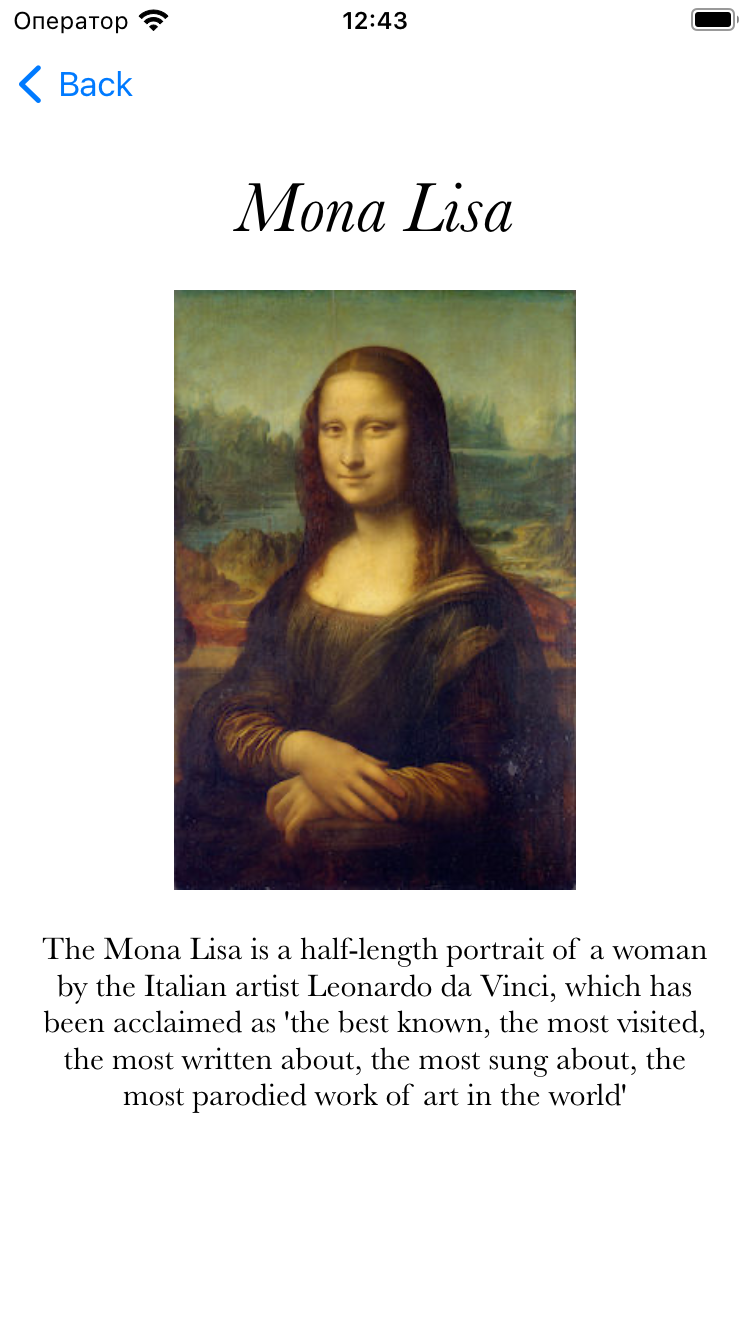 Оператор 12:43
Back
Mona Lisa
The Mona Lisa is a half-length portrait of a woman
by the Italian artist Leonardo da Vinci, which has
been acclaimed as 'the best known, the most visited,
the most written about, the most sung about, the
most parodied work of art in the world'